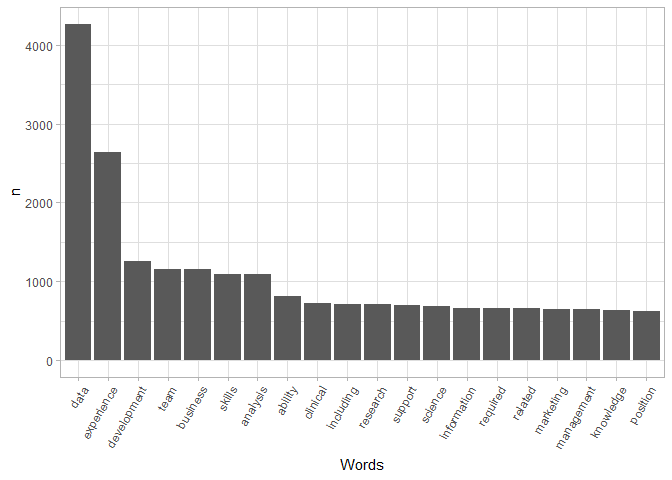 4000
3000
2000
1000
0
n
data
experience
development
team
business
skills
analysis
ability
clinical
including
research
support
science
information
required
related
marketing
management
knowledge
position
Words